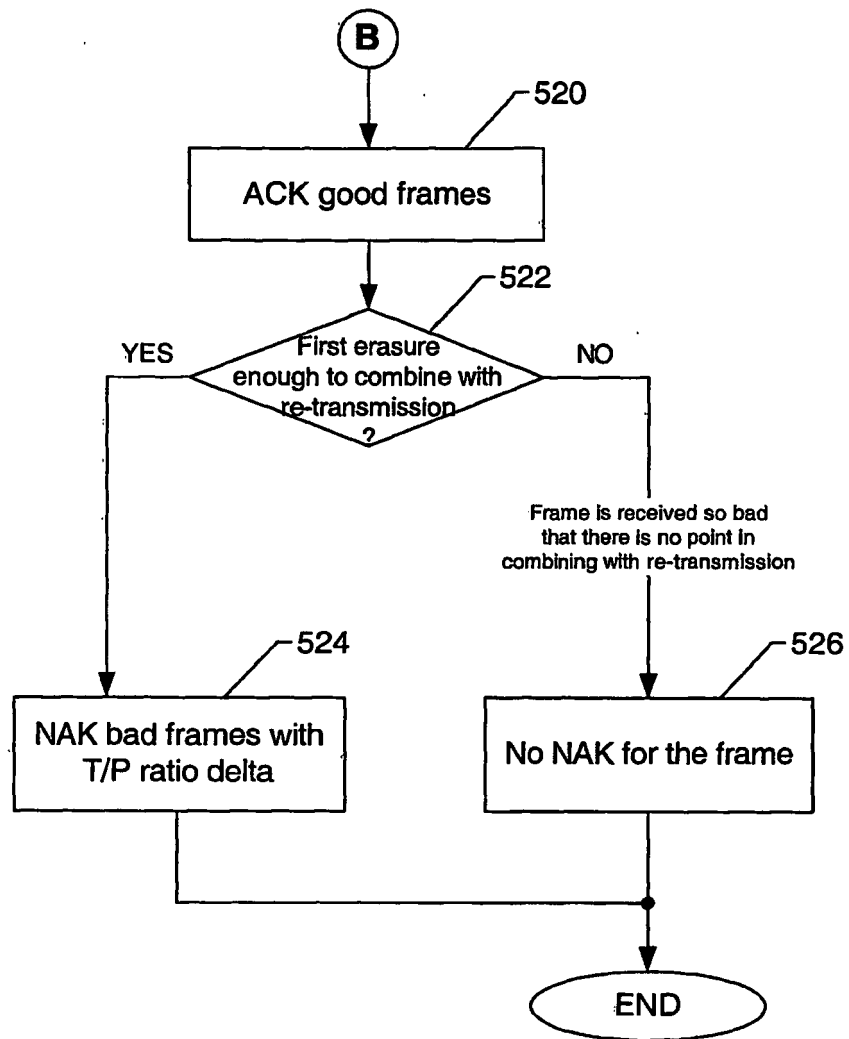 B
520
ACK good frames
522
YES
First erasure
enough to combine with
re-transmission
?
NO
Frame is received so bad
that there is no point in
combining with re-transmission
524
NAK bad frames with
T/P ratio delta
526
No NAK for the frame
END